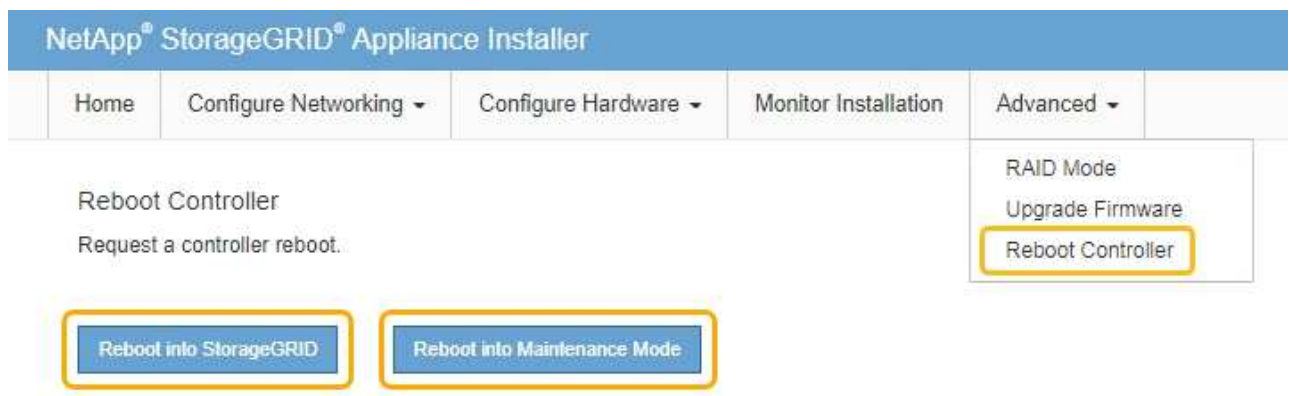 NetApp® StorageGRID® Appliance Installer
Home Configure Networking Configure Hardware Monitor Installation Advanced
RAID Mode
Upgrade Firmware
Reboot Controller
Reboot Controller
Request a controller reboot.
Reboot into StorageGRID Reboot into Maintenance Mode